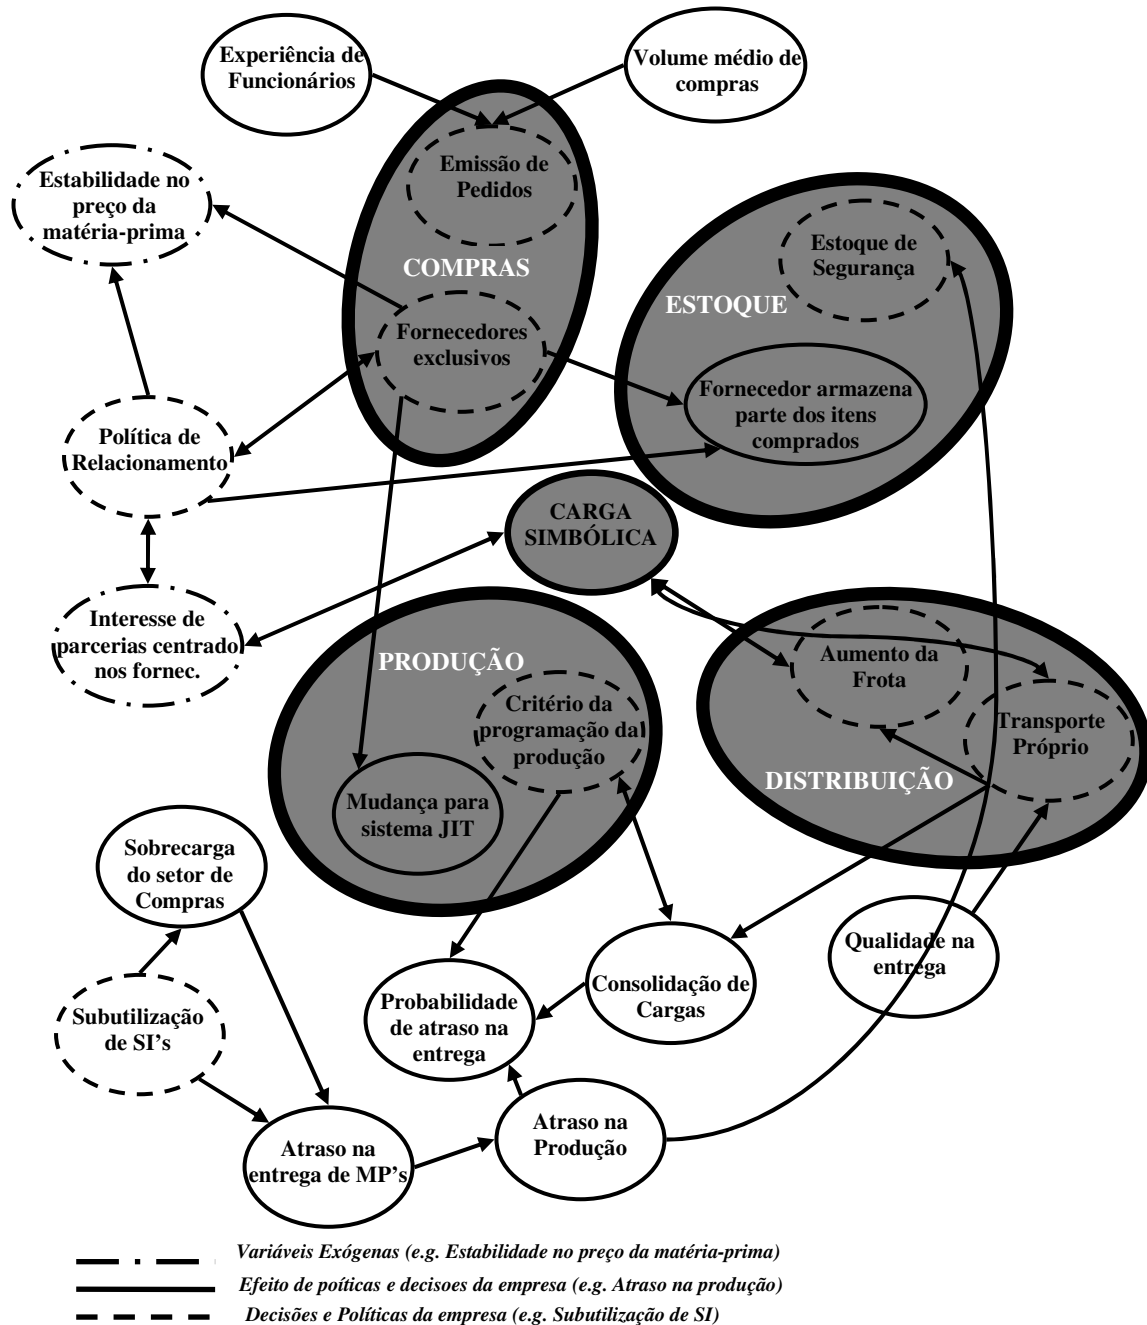 Experiência de
Funcionários
Volume médio de
compras
Emissão de
Pedidos
Estabilidade no
preço da
matéria-prima
COMPRAS
Estoque de
Segurança
ESTOQUE
Fornecedores
exclusivos
Fornecedor armazena
parte dos itens
comprados
Política de
Relacionamento
CARGA
SIMBÓLICA
Interesse de
parcerias centrado
nos fornec.
PRODUÇÃO
Aumento da
Frota
Critério da
programação da
produção
Transporte
Próprio
DISTRIBUIÇÃO
Mudança para
sistema JIT
Sobrecarga
do setor de
Compras
Qualidade na
entrega
Consolidação de
Cargas
Probabilidade
de atraso na
entrega
Subutilização
de SI's
Atraso na
Produção
Atraso na
entrega de MP's
Variáveis Exógenas (e.g. Estabilidade no preço da matéria-prima)
Efeito de poíticas e decisoes da empresa (e.g. Atraso na produção)
Decisões e Políticas da empresa (e.g. Subutilização de SI)